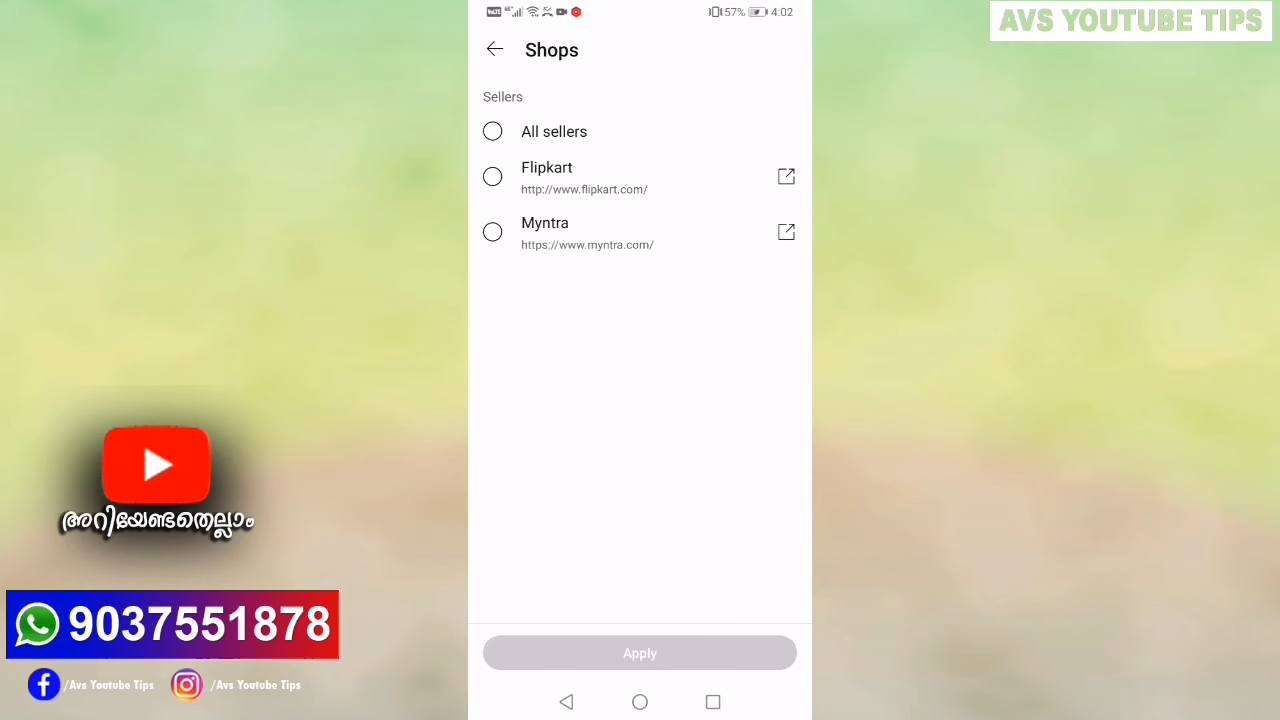 AVS YOUTUBE TIPS
57% 4:02
Shops
Sellers
All sellers
Flipkart
http://www.flipkart.com/
Myntra
https://www.myntra.com/
Apply
അറിയേണ്ടതെല്ലാം
9037551878
/Avs Youtube Tips
/Avs Youtube Tips